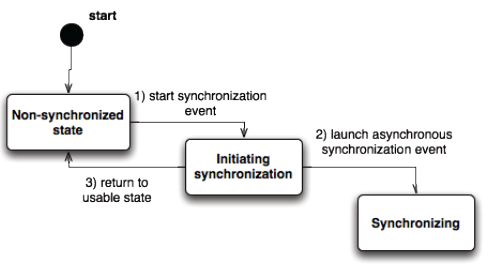 start
Non-synchronized
state
1) start synchronization
event
Initiating
synchronization
2) launch asynchronous
synchronization event
3) return to
usable state
Synchronizing